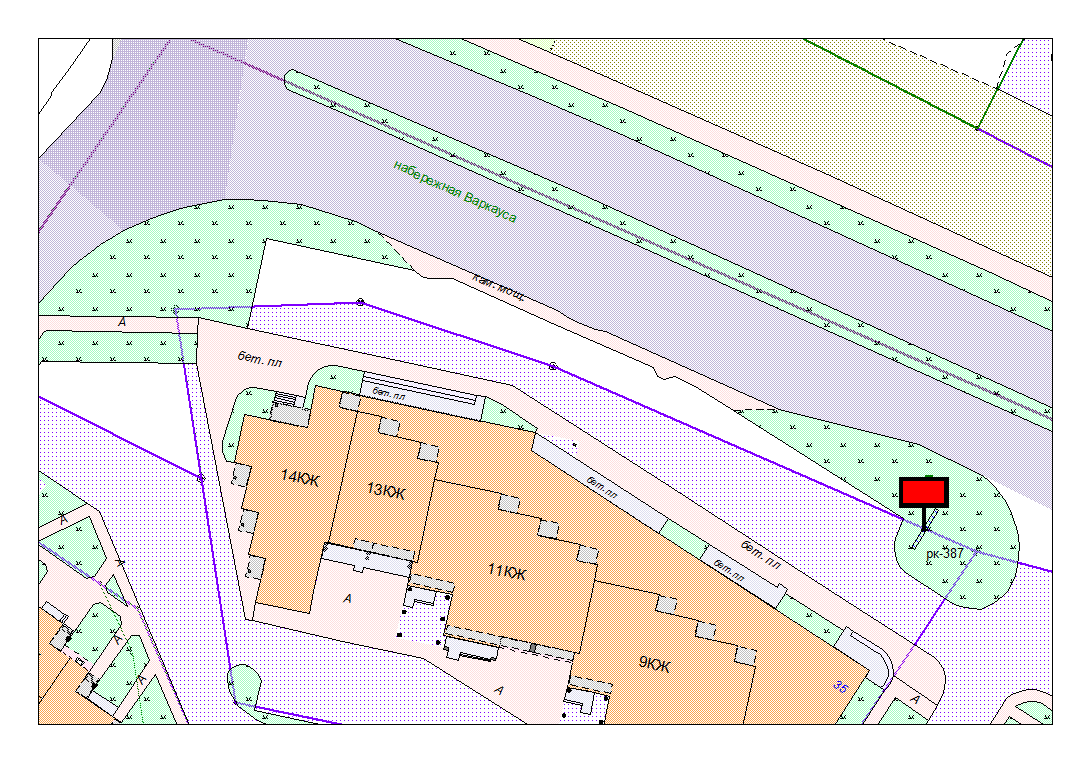 набережная Варкауса
кам. мощ.
А
бет. пл
бет. пл
14КЖ
13КЖ
бет.пл
бет. пл
рк-387
бет.пл
11КЖ
А
А
А
9КЖ
35
А
А
А
А